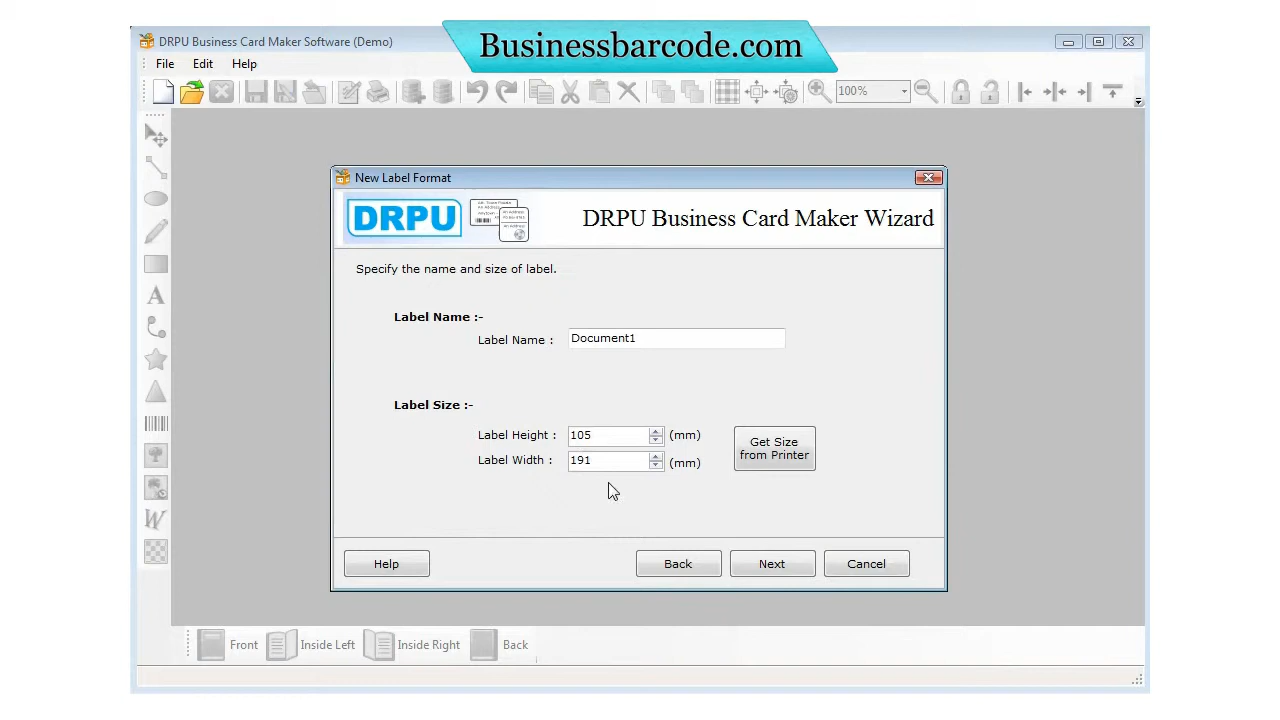 Businessbarcode.com
DRPU Business Card Maker Software (Demo)
File Edit Help
100%
New Label Format
DRPU
DRPU Business Card Maker Wizard
Specify the name and size of label.
Label Name :-
Label Name : Document1
Label Size :-
Label Height : 105 (mm)
Label Width : 191 (mm)
Get Size
from Printer
Help Back Next Cancel
Front Inside Left Inside Right Back